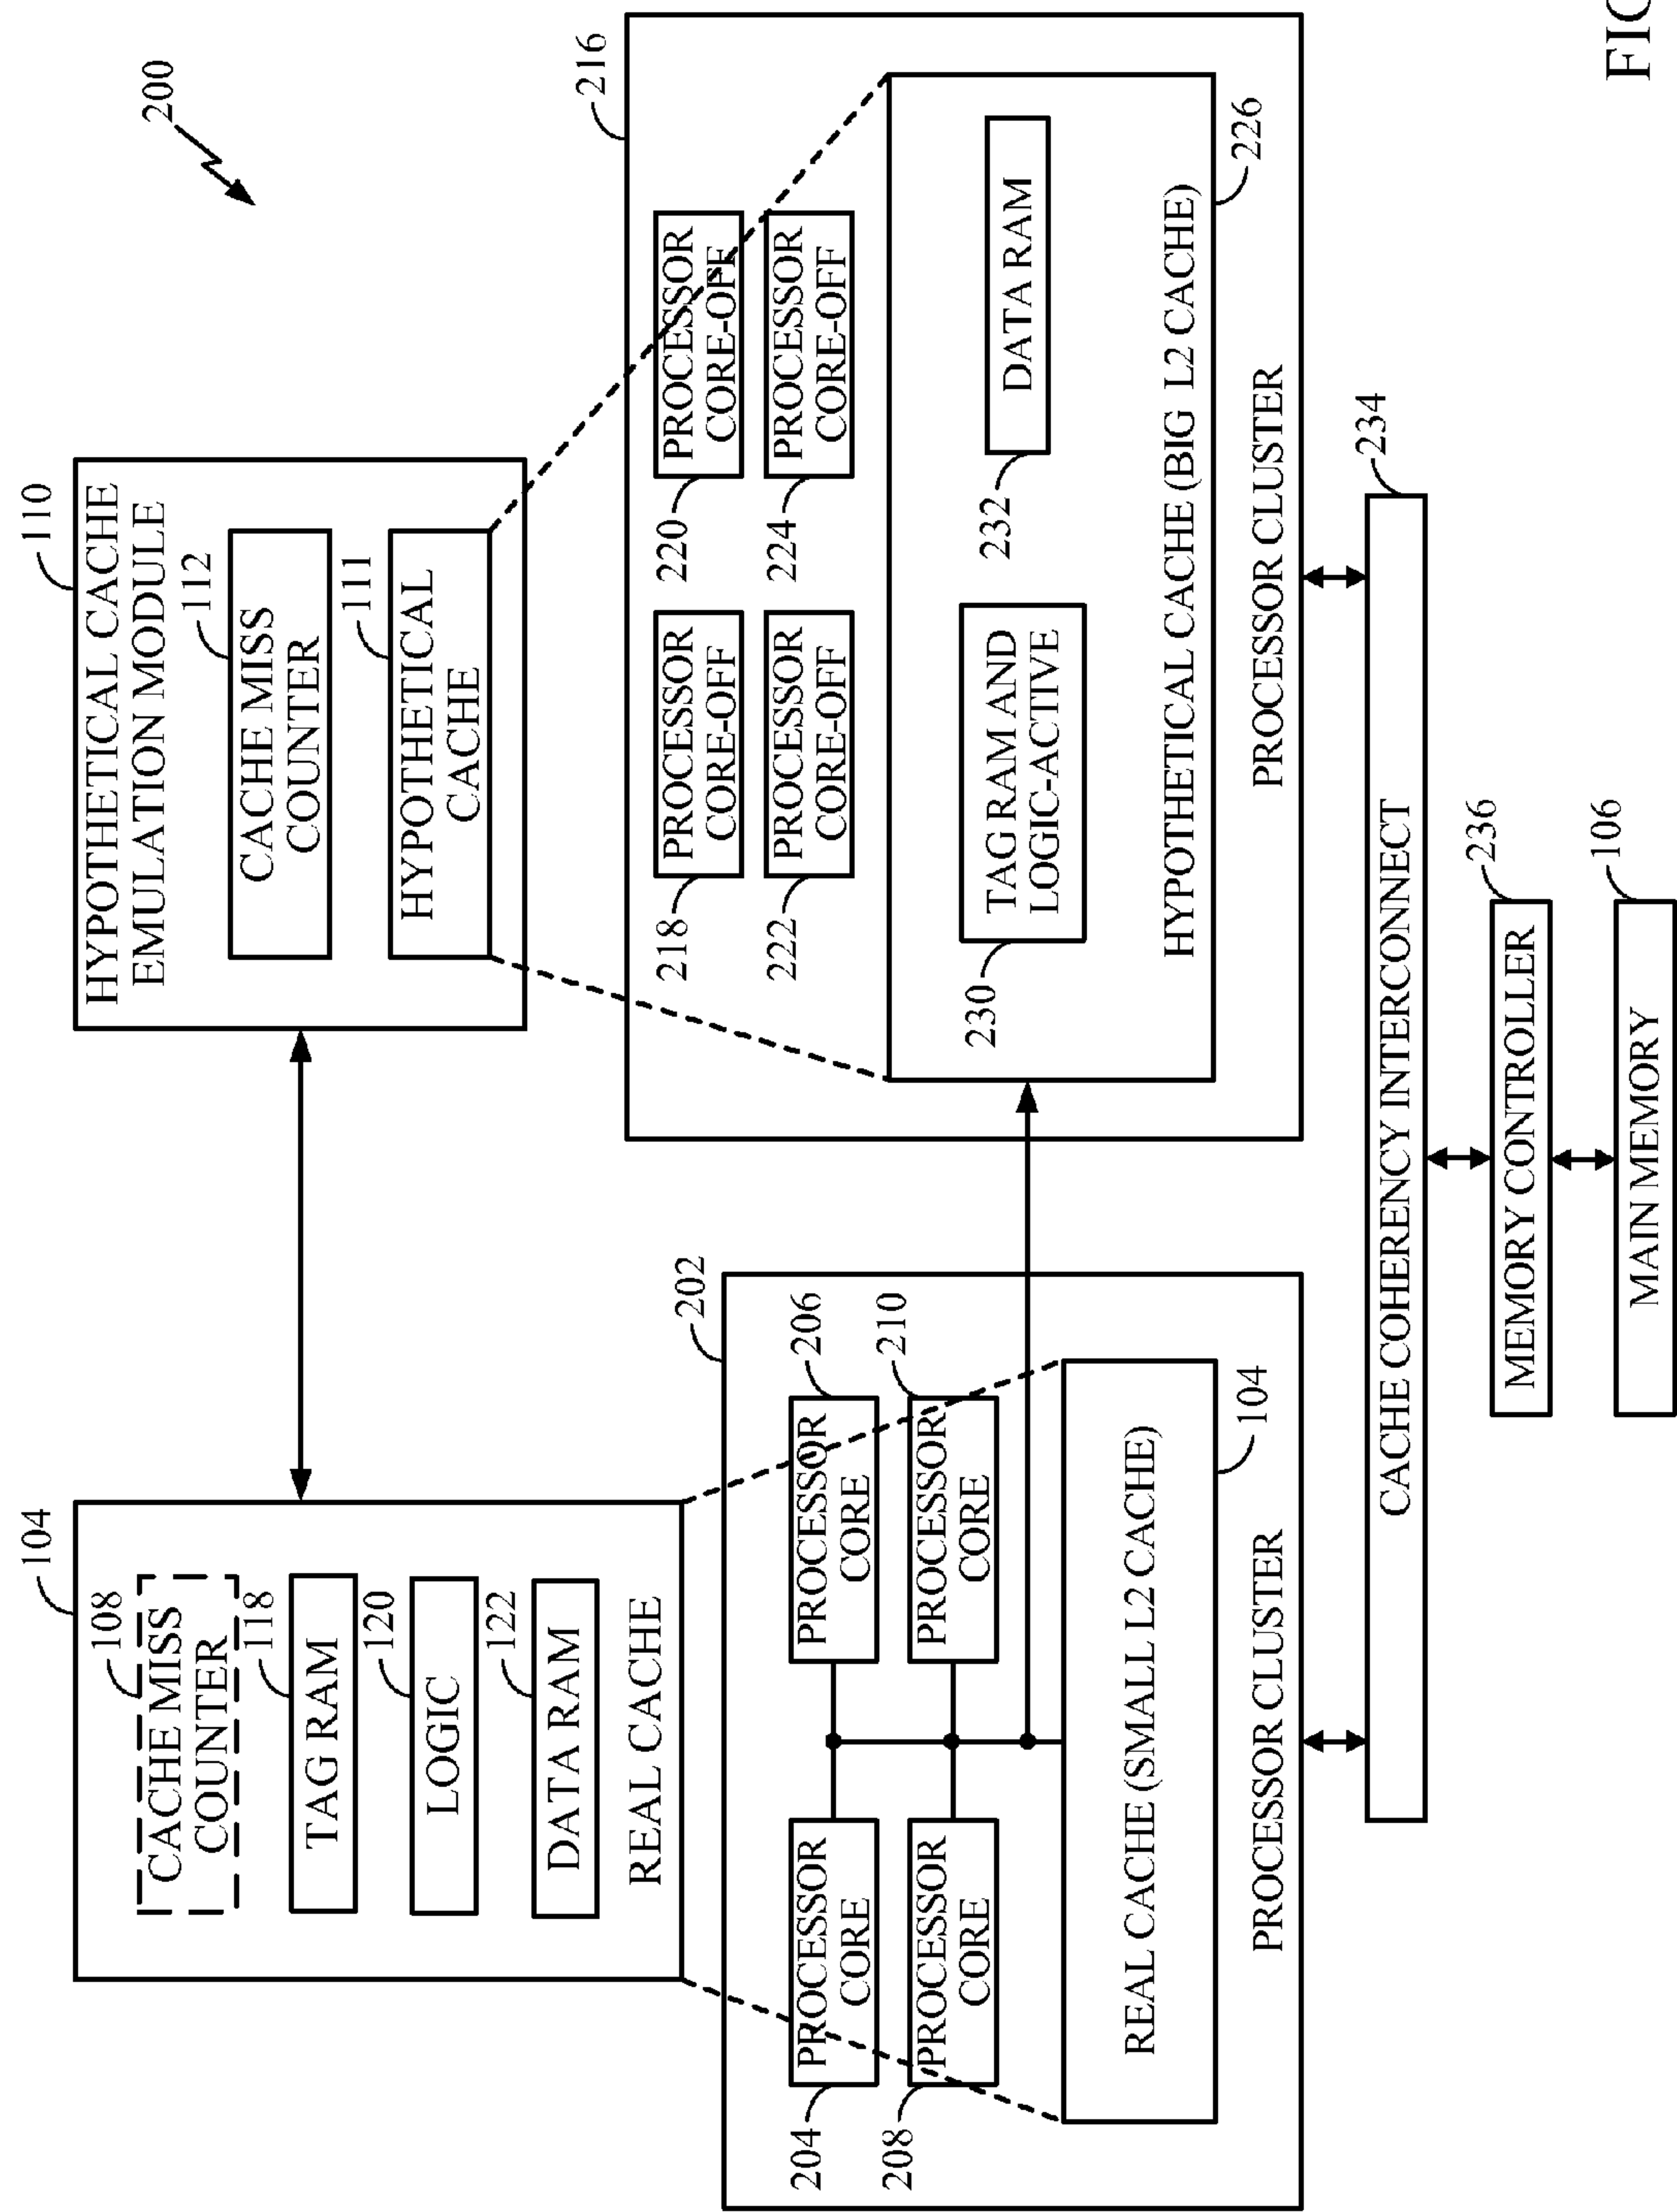 200
104
108
CACHE MISS
COUNTER
118
TAG RAM
120
LOGIC
122
DATA RAM
REAL CACHE
110
HYPOTHETICAL CACHE
EMULATION MODULE
112
CACHE MISS
COUNTER
111
HYPOTHETICAL
CACHE
202
204
PROCESSOR
CORE
206
PROCESSOR
CORE
208
PROCESSOR
CORE
210
PROCESSOR
CORE
REAL CACHE (SMALL L2 CACHE)
104
PROCESSOR CLUSTER
216
218
PROCESSOR
CORE-OFF
220
PROCESSOR
CORE-OFF
222
PROCESSOR
CORE-OFF
224
PROCESSOR
CORE-OFF
230
TAG RAM AND
LOGIC-ACTIVE
232
DATA RAM
HYPOTHETICAL CACHE (BIG L2 CACHE)
226
PROCESSOR CLUSTER
234
CACHE COHERENCY INTERCONNECT
236
MEMORY CONTROLLER
106
MAIN MEMORY